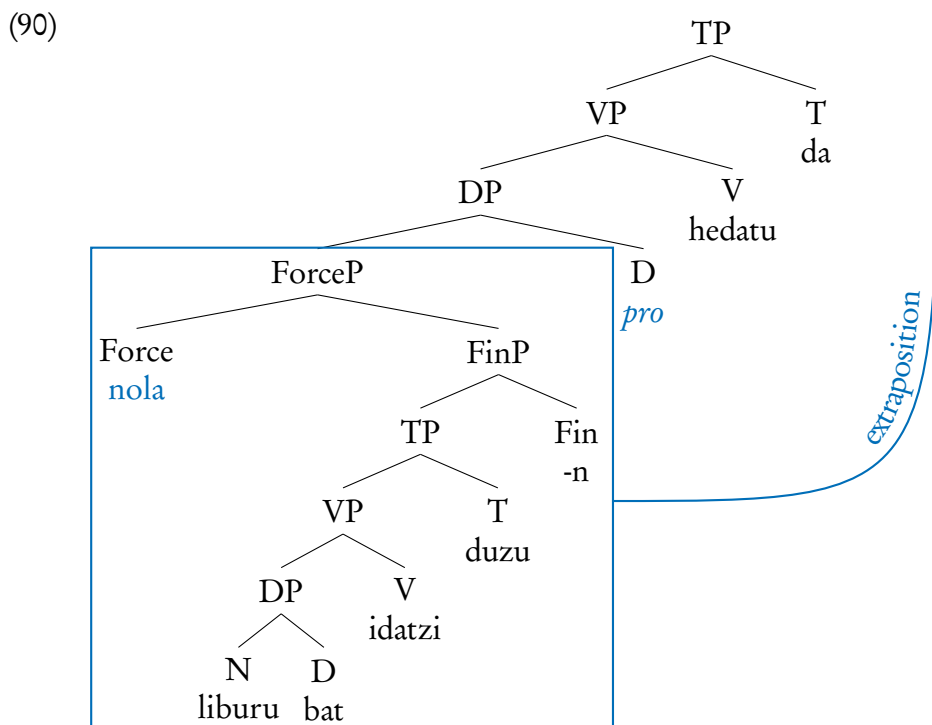 (90)
TP
VP T
da
DP V
hedatu
ForceP D
pro
Force FinP
nola
TP Fin
-n
VP T
duzu
DP V
idatzi
N D
liburu bat
extraposition